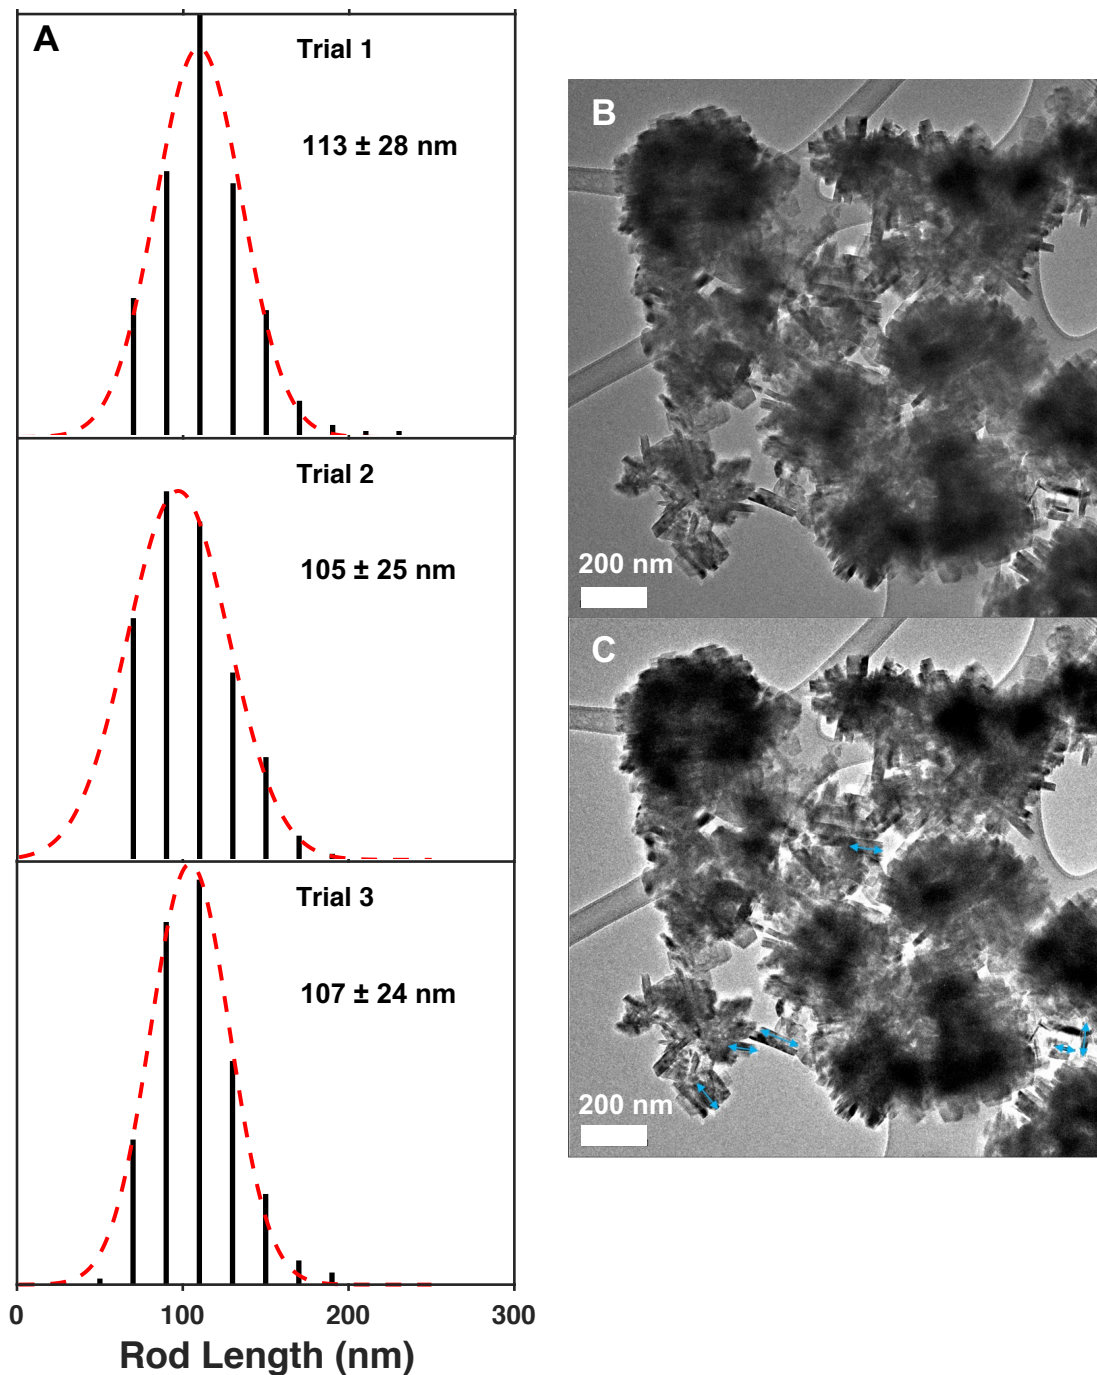 A
Trial 1
113 ± 28 nm
Trial 2
105 ± 25 nm
Trial 3
107 ± 24 nm
0
100
200
300
Rod Length (nm)
B
200 nm
C
200 nm